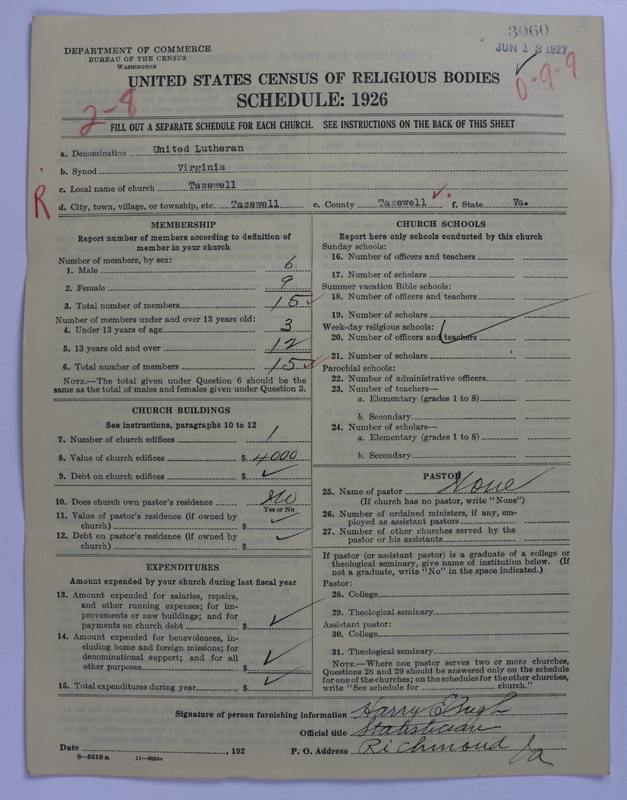 3960
JUN 13 1927
DEPARTMENT OF COMMERCE
BUREAU OF THE CENSUS
WASHINGTON
UNITED STATES CENSUS OF RELIGIOUS BODIES
SCHEDULE: 1926
0-9-9
2-8
FILL OUT A SEPARATE SCHEDULE FOR EACH CHURCH. SEE INSTRUCTIONS ON THE BACK OF THIS SHEET
a. Denomination United Lutheran
b. Synod Virginia
c. Local name of church Tazewell
R
d. City, town, village, or township, etc. Tazewell e. County Tazewell f. State Va.
MEMBERSHIP
Report number of members according to definition of
member in your church
Number of members, by sex:
1. Male 6
2. Female 9
3. Total number of members 15
Number of members under and over 13 years old:
4. Under 13 years of age 3
5. 13 years old and over 12
6. Total number of members 15
NOTE.—The total given under Question 6 should be the
same as the total of males and females given under Question 3.
CHURCH BUILDINGS
See instructions, paragraphs 10 to 12
7. Number of church edifices 1
8. Value of church edifices $ 4000
9. Debt on church edifices $
10. Does church own pastor's residence No
Yes or No
11. Value of pastor's residence (if owned by
church) $
12. Debt on pastor's residence (if owned by
church) $
EXPENDITURES
Amount expended by your church during last fiscal year
13. Amount expended for salaries, repairs,
and other running expenses; for im-
provements or new buildings; and for
payments on church debt $
14. Amount expended for benevolences, in-
cluding home and foreign missions; for
denominational support; and for all
other purposes $
15. Total expenditures during year $
CHURCH SCHOOLS
Report here only schools conducted by this church
Sunday schools:
16. Number of officers and teachers
17. Number of scholars
Summer vacation Bible schools:
18. Number of officers and teachers
19. Number of scholars
Week-day religious schools:
20. Number of officers and teachers
21. Number of scholars
Parochial schools:
22. Number of administrative officers
23. Number of teachers—
a. Elementary (grades 1 to 8)
b. Secondary
24. Number of scholars—
a. Elementary (grades 1 to 8)
b. Secondary
PASTOR
25. Name of pastor None
(If church has no pastor, write "None")
26. Number of ordained ministers, if any, em-
ployed as assistant pastors
27. Number of other churches served by the
pastor or his assistants
If pastor (or assistant pastor) is a graduate of a college or
theological seminary, give name of institution below. (If
not a graduate, write "No" in the space indicated.)
Pastor:
28. College
29. Theological seminary
Assistant pastor:
30. College
31. Theological seminary
NOTE.—Where one pastor serves two or more churches,
Questions 28 and 29 should be answered only on the schedule
for one of the churches; on the schedules for the other churches,
write "See schedule for church."
Signature of person furnishing information Harry E Pugh
Official title Statistician
Date , 192 P. O. Address Richmond Va
8-5518a